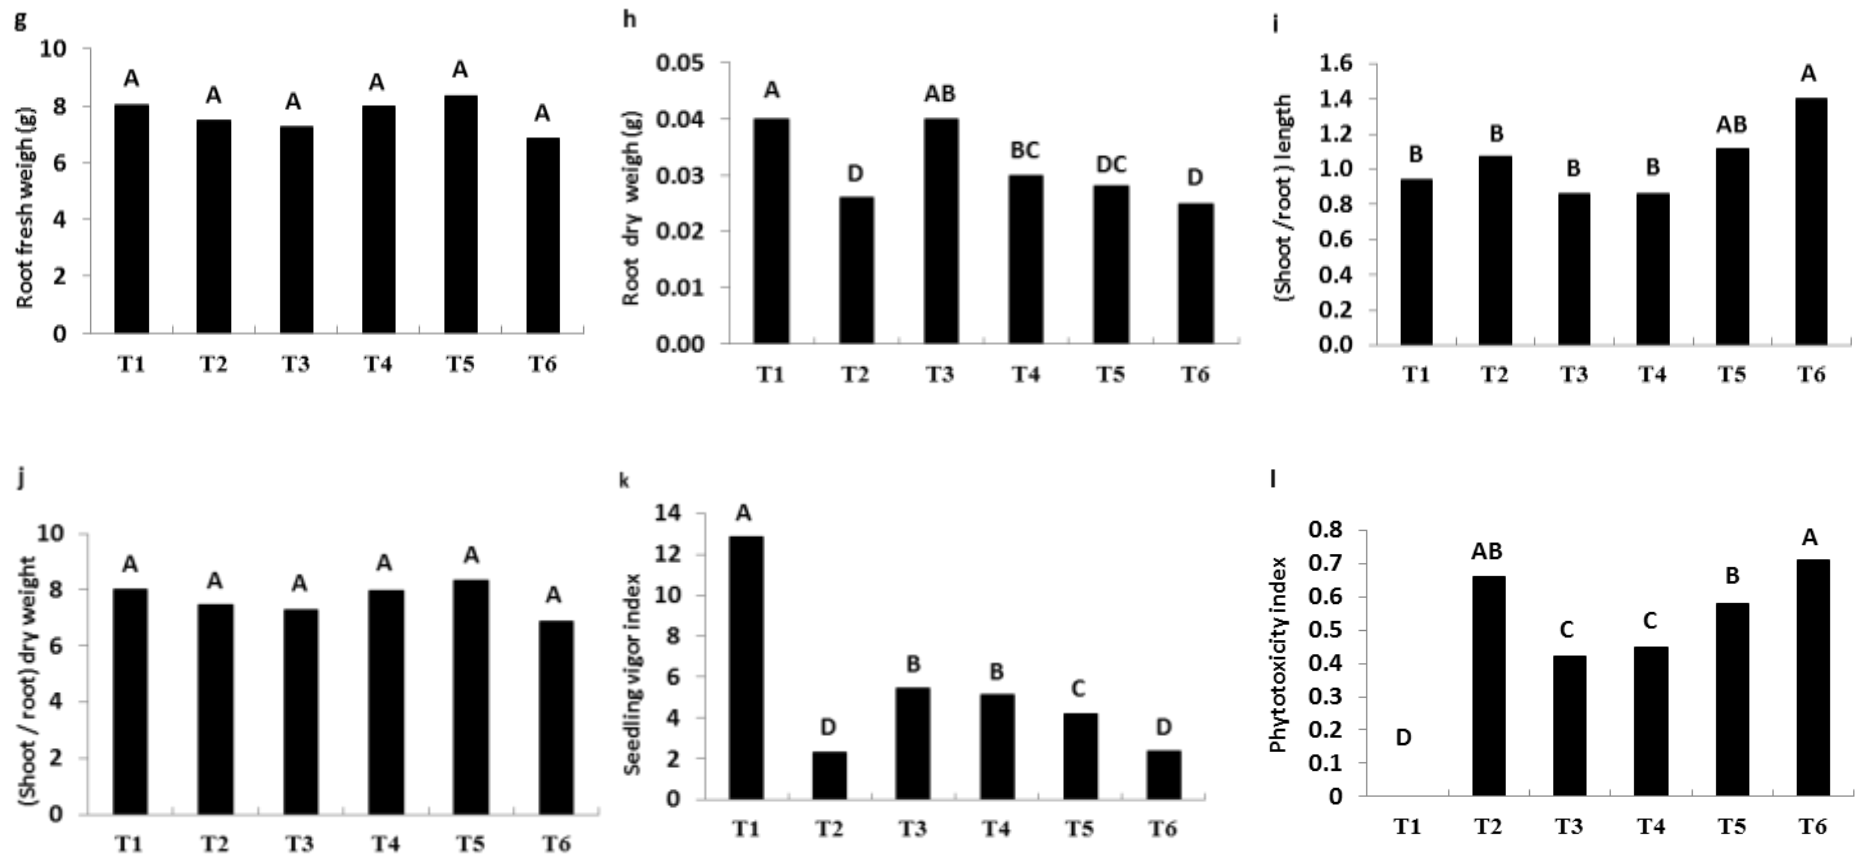 g
Root fresh weigh (g)
10
8
6
4
2
0
A
A
A
A
A
A
T1 T2 T3 T4 T5 T6
h
Root dry weigh (g)
0.05
0.04
0.03
0.02
0.01
0.00
A
D
AB
BC
DC
D
T1 T2 T3 T4 T5 T6
i
(Shoot /root ) length
1.6
1.4
1.2
1.0
0.8
0.6
0.4
0.2
0.0
B
B
B
B
AB
A
T1 T2 T3 T4 T5 T6
j
(Shoot / root) dry weight
10
8
6
4
2
0
A
A
A
A
A
A
T1 T2 T3 T4 T5 T6
k
Seedling vigor index
14
12
10
8
6
4
2
0
A
D
B
B
C
D
T1 T2 T3 T4 T5 T6
l
Phytotoxicity index
0.8
0.7
0.6
0.5
0.4
0.3
0.2
0.1
0
D
AB
C
C
B
A
T1 T2 T3 T4 T5 T6